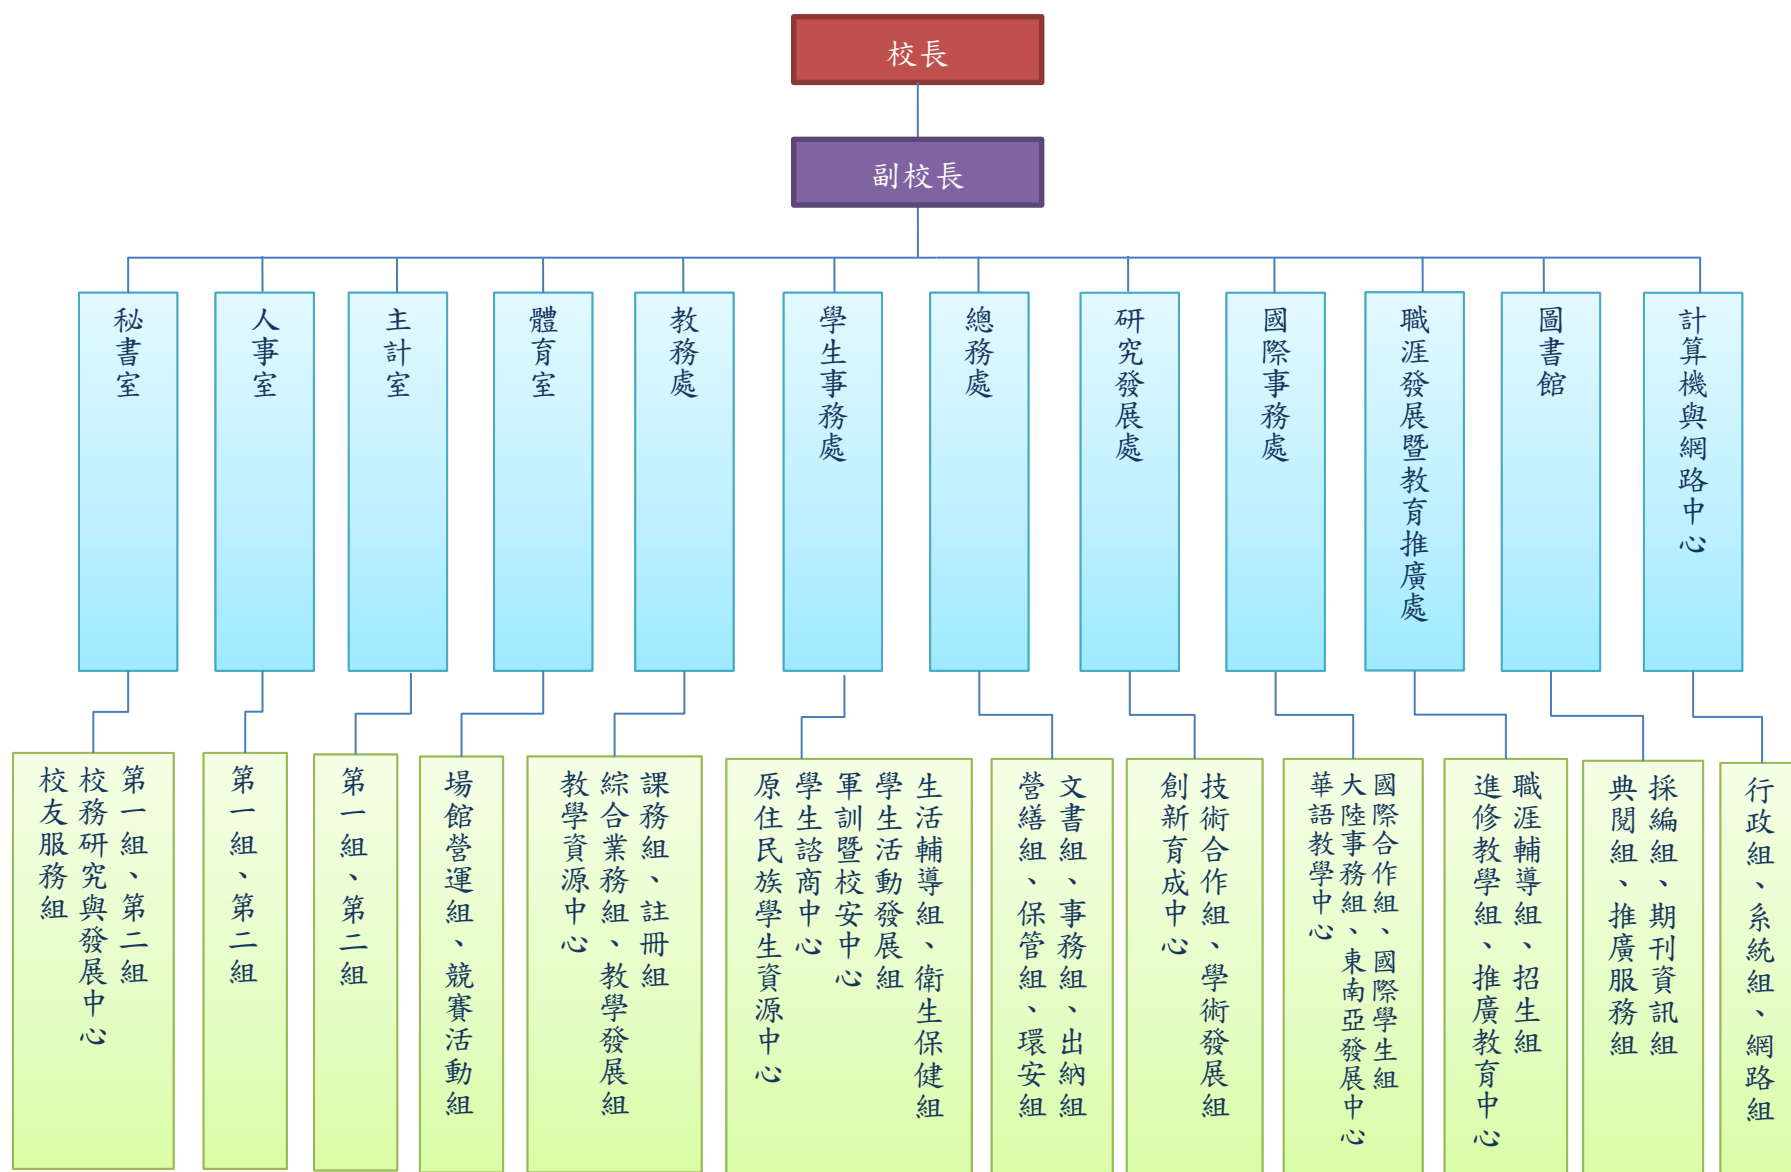 校長
副校長
秘書室
人事室
主計室
體育室
教務處
學生事務處
總務處
研究發展處
國際事務處
職涯發展暨教育推廣處
圖書館
計算機與網路中心
第一組、第二組
校務研究與發展中心
校友服務組
第一組、第二組
第一組、第二組
場館營運組、競賽活動組
課務組、註冊組
綜合業務組、教學發展組
教學資源中心
生活輔導組、衛生保健組
學生活動發展組
軍訓暨校安中心
學生諮商中心
原住民族學生資源中心
文書組、事務組、出納組
營繕組、保管組、環安組
技術合作組、學術發展組
創新育成中心
國際合作組、國際學生組
大陸事務組、東南亞發展中心
華語教學中心
職涯輔導組、招生組
進修教學組、推廣教育中心
採編組、期刊資訊組
典閱組、推廣服務組
行政組、系統組、網路組